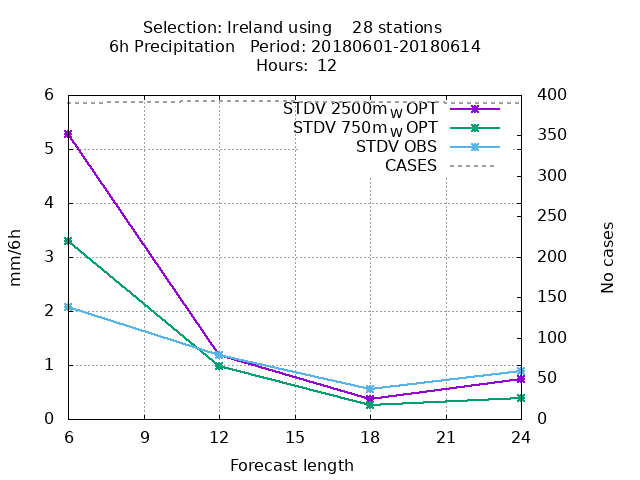 Selection: Ireland using    28 stations
6h Precipitation   Period: 20180601-20180614
Hours:  12
STDV 2500m_W OPT
STDV 750m_W OPT
STDV OBS
CASES
6
5
4
3
2
1
0
mm/6h
400
350
300
250
200
150
100
50
0
No cases
6 9 12 15 18 21 24
Forecast length